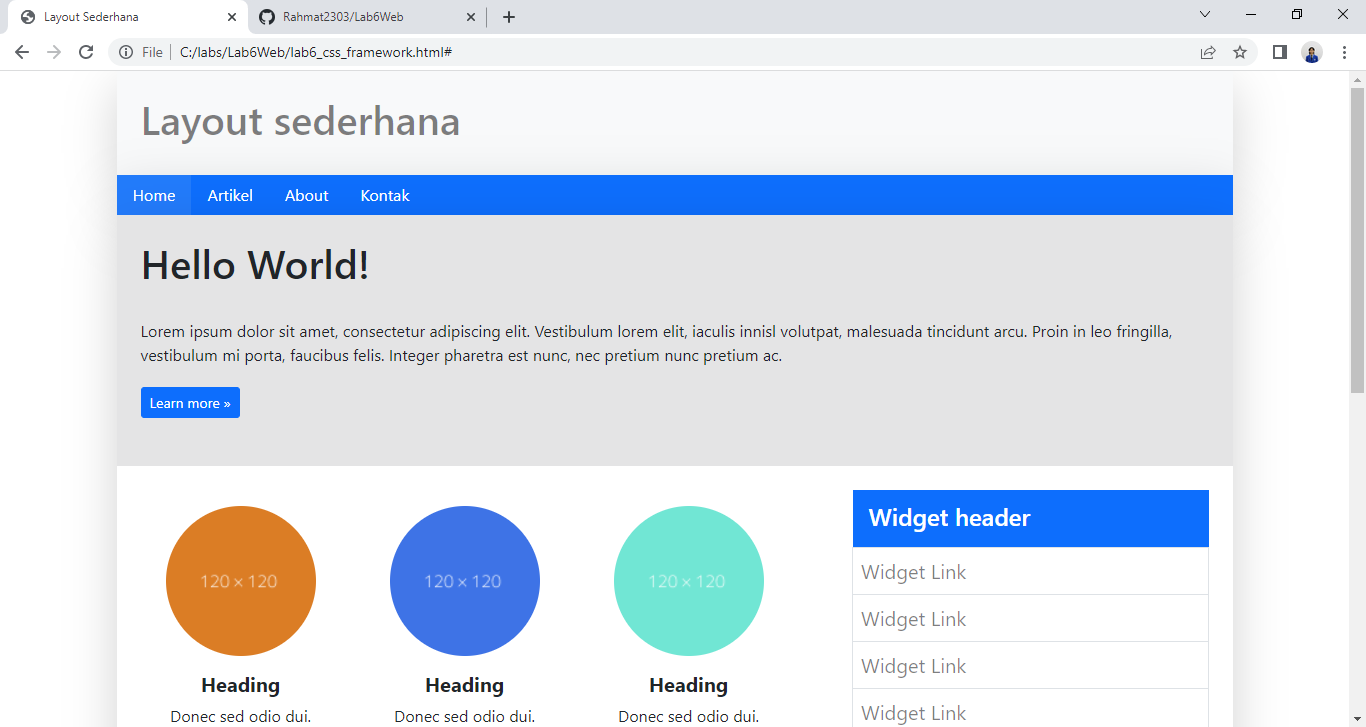 Layout Sederhana
Rahmat2303/Lab6Web
File
C:/labs/Lab6Web/lab6_css_framework.html#
Layout sederhana
Home Artikel About Kontak
Hello World!
Lorem ipsum dolor sit amet, consectetur adipiscing elit. Vestibulum lorem elit, iaculis innisl volutpat, malesuada tincidunt arcu. Proin in leo fringilla,
vestibulum mi porta, faucibus felis. Integer pharetra est nunc, nec pretium nunc pretium ac.
Learn more »
120 × 120 120 × 120 120 × 120
Heading Heading Heading
Donec sed odio dui. Donec sed odio dui. Donec sed odio dui.
Widget header
Widget Link
Widget Link
Widget Link
Widget Link